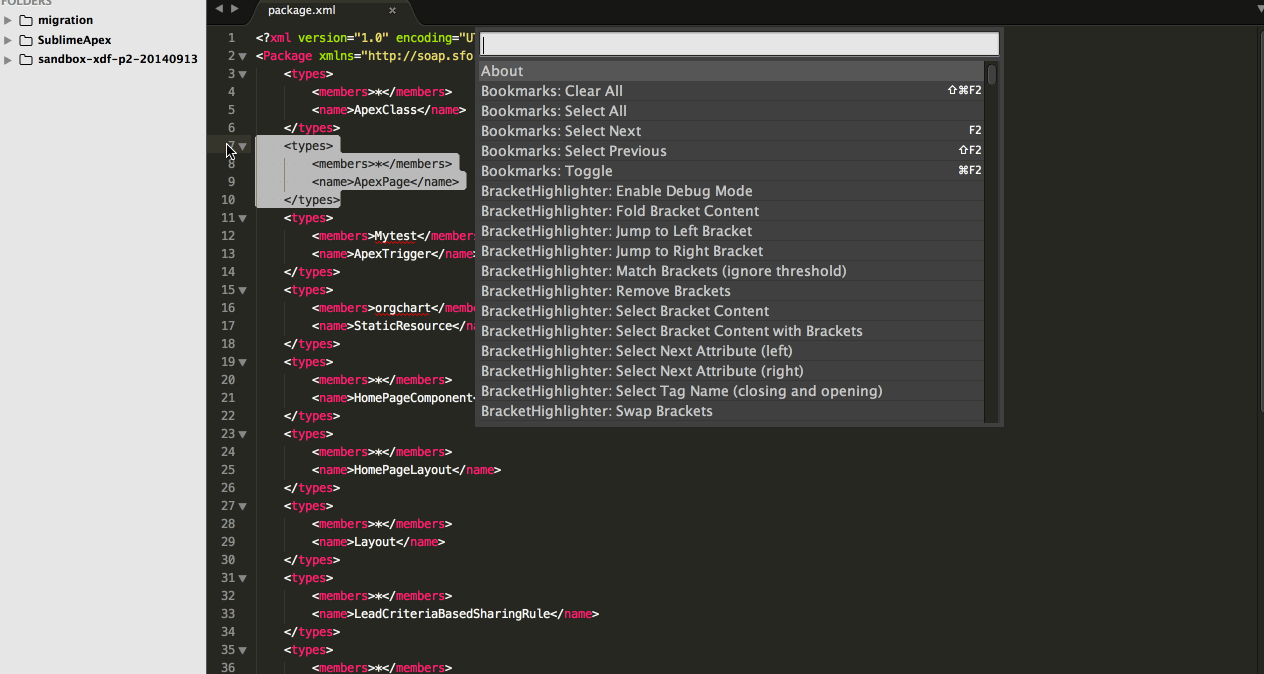 FOLDERS
migration
SublimeApex
sandbox-xdf-p2-20140913
package.xml ×
1 <?xml version="1.0" encoding="U
2 <Package xmlns="http://soap.sfo
3 <types>
4 <members>*</members>
5 <name>ApexClass</name>
6 </types>
7 <types>
8 <members>*</members>
9 <name>ApexPage</name>
10 </types>
11 <types>
12 <members>Mytest</member
13 <name>ApexTrigger</name
14 </types>
15 <types>
16 <members>orgchart</memb
17 <name>StaticResource</n
18 </types>
19 <types>
20 <members>*</members>
21 <name>HomePageComponent
22 </types>
23 <types>
24 <members>*</members>
25 <name>HomePageLayout</name>
26 </types>
27 <types>
28 <members>*</members>
29 <name>Layout</name>
30 </types>
31 <types>
32 <members>*</members>
33 <name>LeadCriteriaBasedSharingRule</name>
34 </types>
35 <types>
36 <members>*</members>
About
Bookmarks: Clear All ⇧⌘F2
Bookmarks: Select All
Bookmarks: Select Next F2
Bookmarks: Select Previous ⇧F2
Bookmarks: Toggle ⌘F2
BracketHighlighter: Enable Debug Mode
BracketHighlighter: Fold Bracket Content
BracketHighlighter: Jump to Left Bracket
BracketHighlighter: Jump to Right Bracket
BracketHighlighter: Match Brackets (ignore threshold)
BracketHighlighter: Remove Brackets
BracketHighlighter: Select Bracket Content
BracketHighlighter: Select Bracket Content with Brackets
BracketHighlighter: Select Next Attribute (left)
BracketHighlighter: Select Next Attribute (right)
BracketHighlighter: Select Tag Name (closing and opening)
BracketHighlighter: Swap Brackets